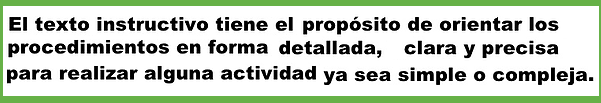 El texto instructivo tiene el propósito de orientar los
procedimientos en forma detallada, clara y precisa
para realizar alguna actividad ya sea simple o compleja.